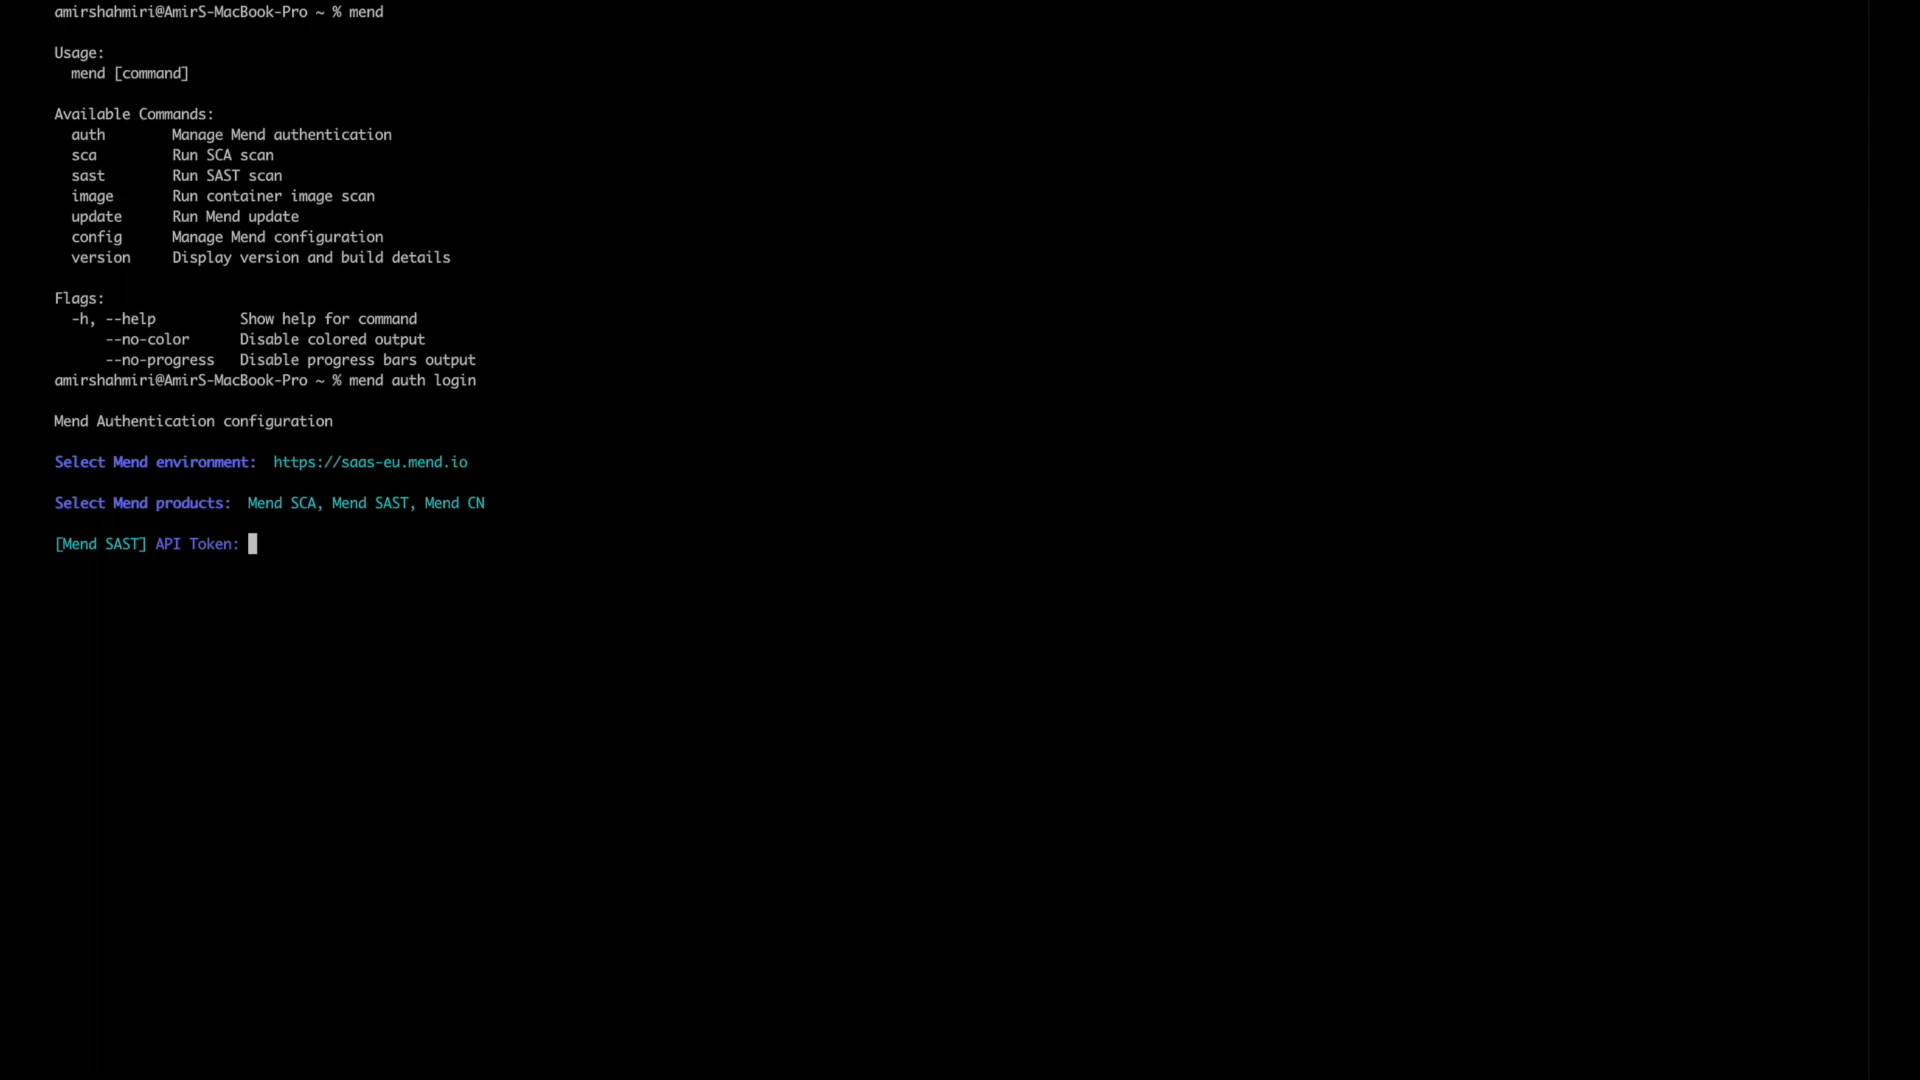 amirshahmiri@AmirS-MacBook-Pro ~ % mend
Usage:
mend [command]
Available Commands:
auth Manage Mend authentication
sca Run SCA scan
sast Run SAST scan
image Run container image scan
update Run Mend update
config Manage Mend configuration
version Display version and build details
Flags:
-h, --help Show help for command
--no-color Disable colored output
--no-progress Disable progress bars output
amirshahmiri@AmirS-MacBook-Pro ~ % mend auth login
Mend Authentication configuration
Select Mend environment: https://saas-eu.mend.io
Select Mend products: Mend SCA, Mend SAST, Mend CN
[Mend SAST] API Token: